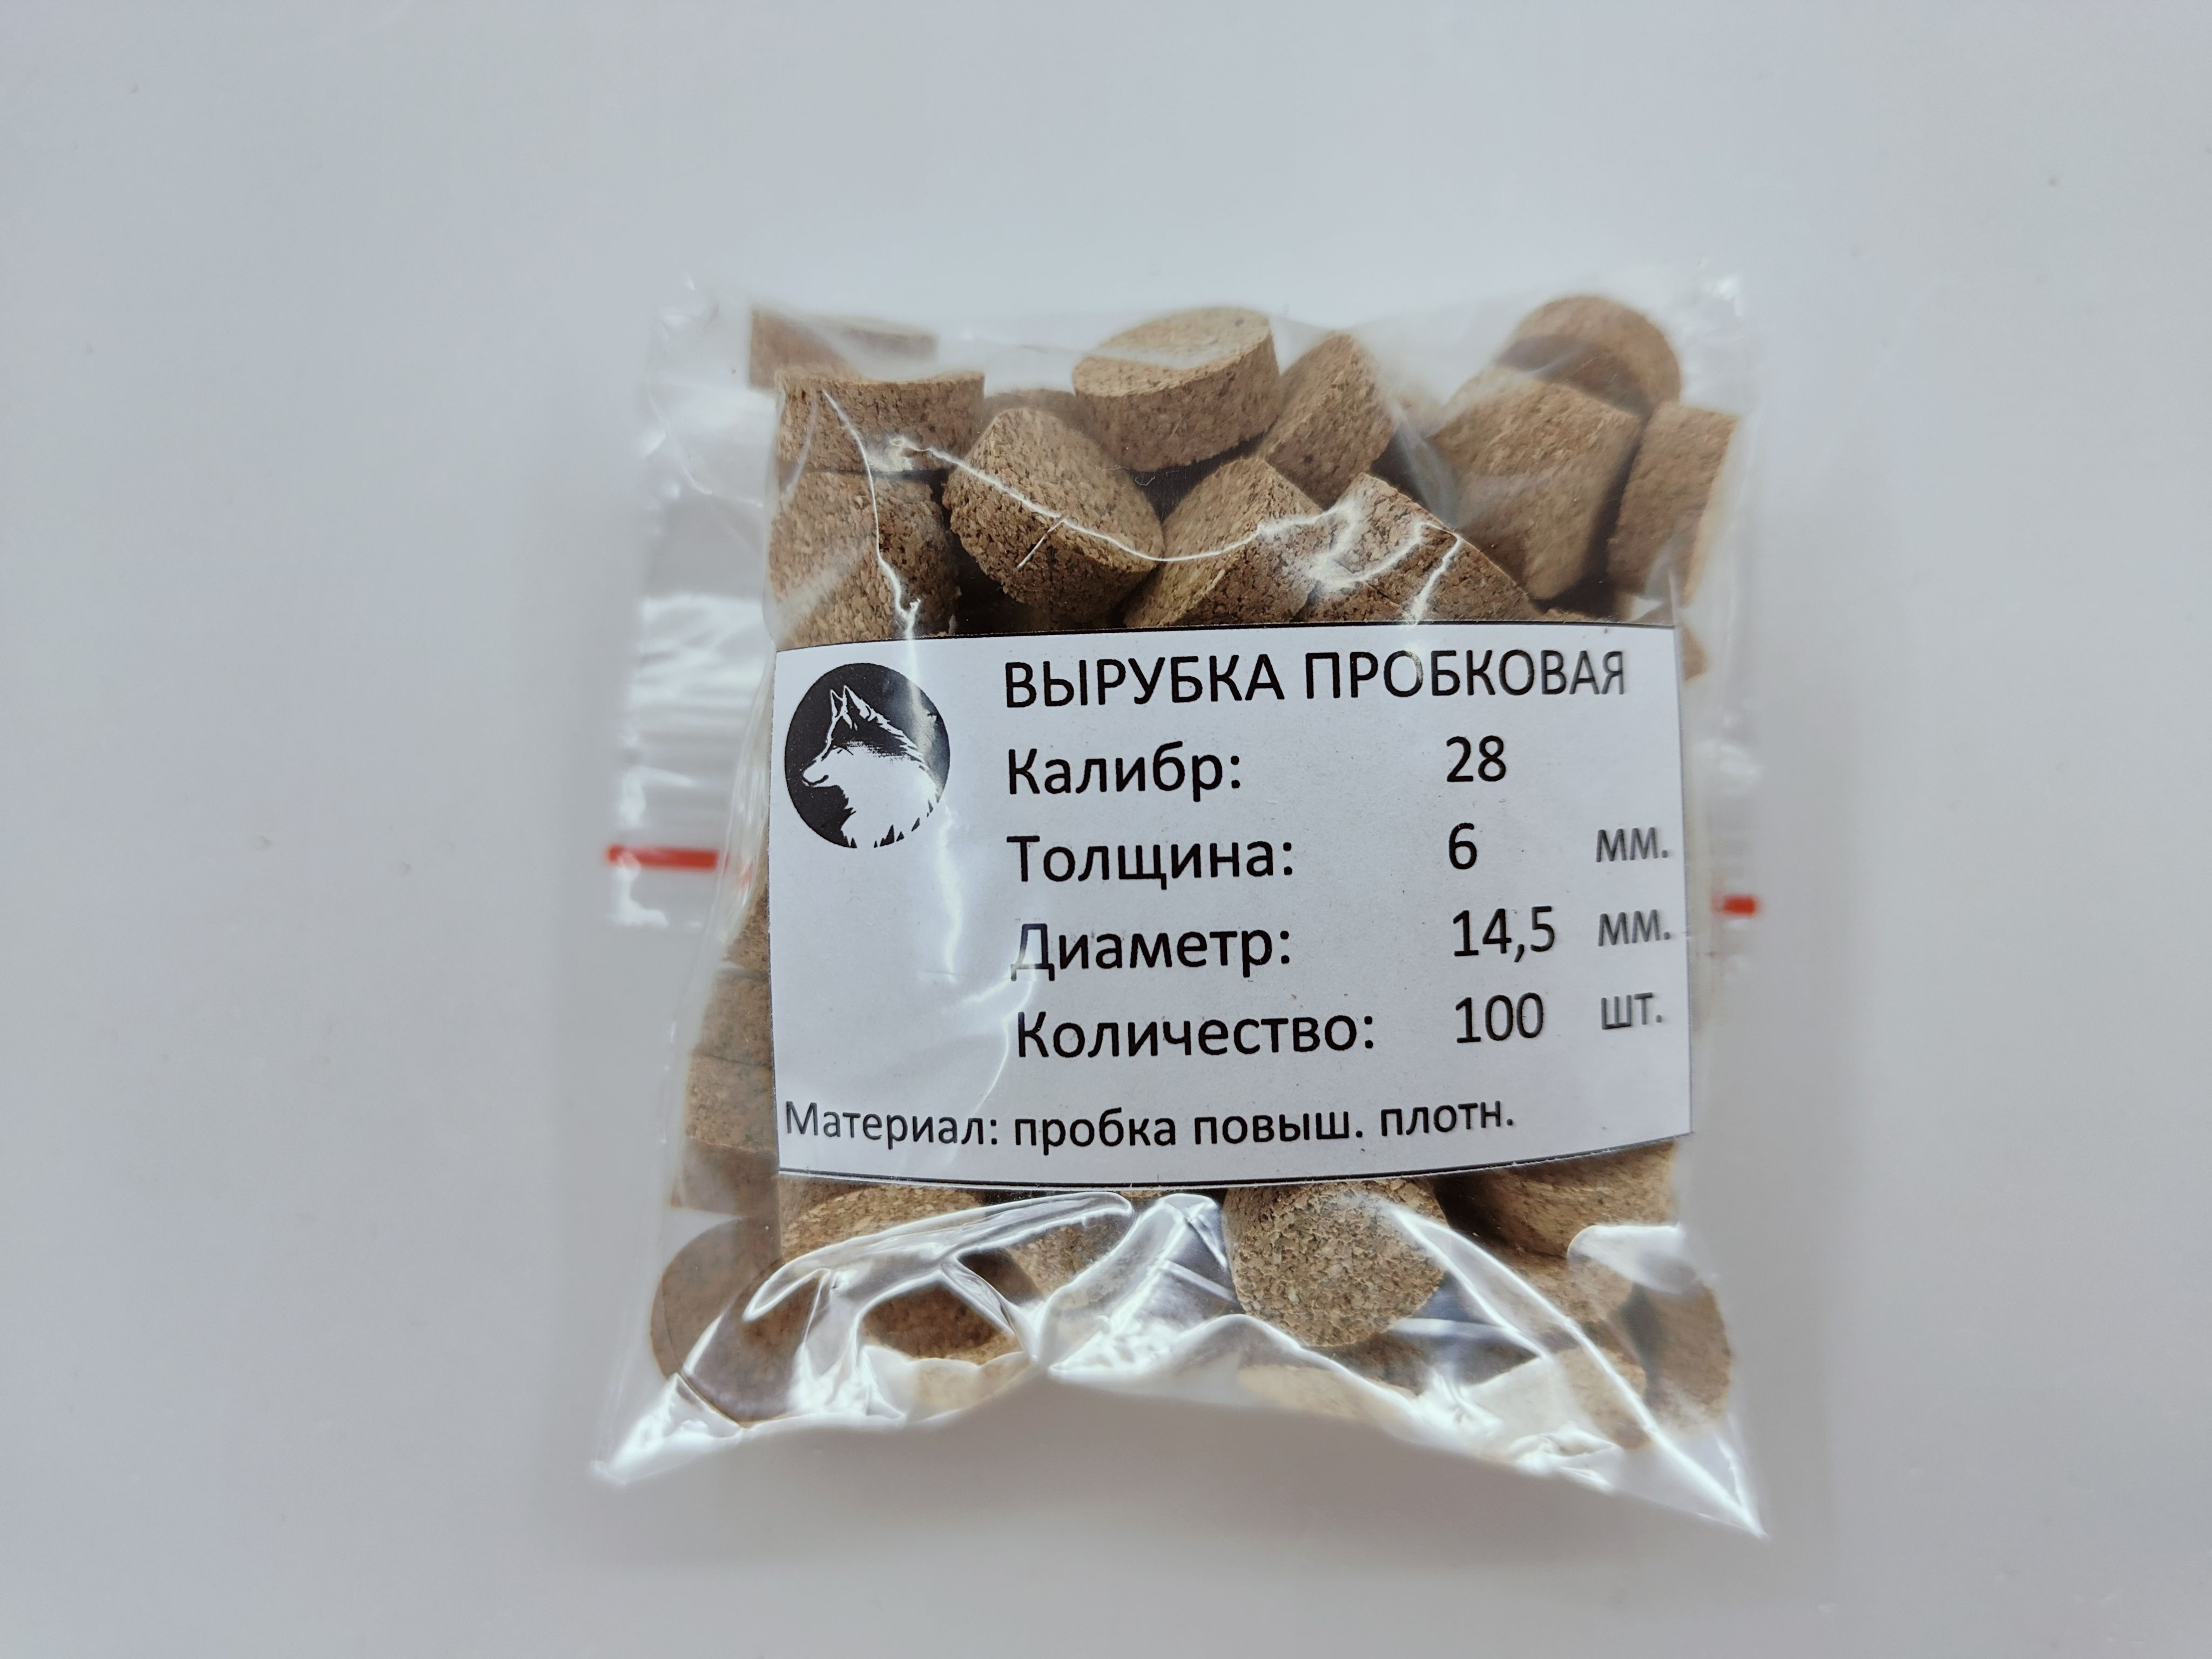 ВЫРУБКА ПРОБКОВАЯ
Калибр: 28
Толщина: 6 мм.
Диаметр: 14,5 мм.
Количество: 100 шт.
Материал: пробка повыш. плотн.